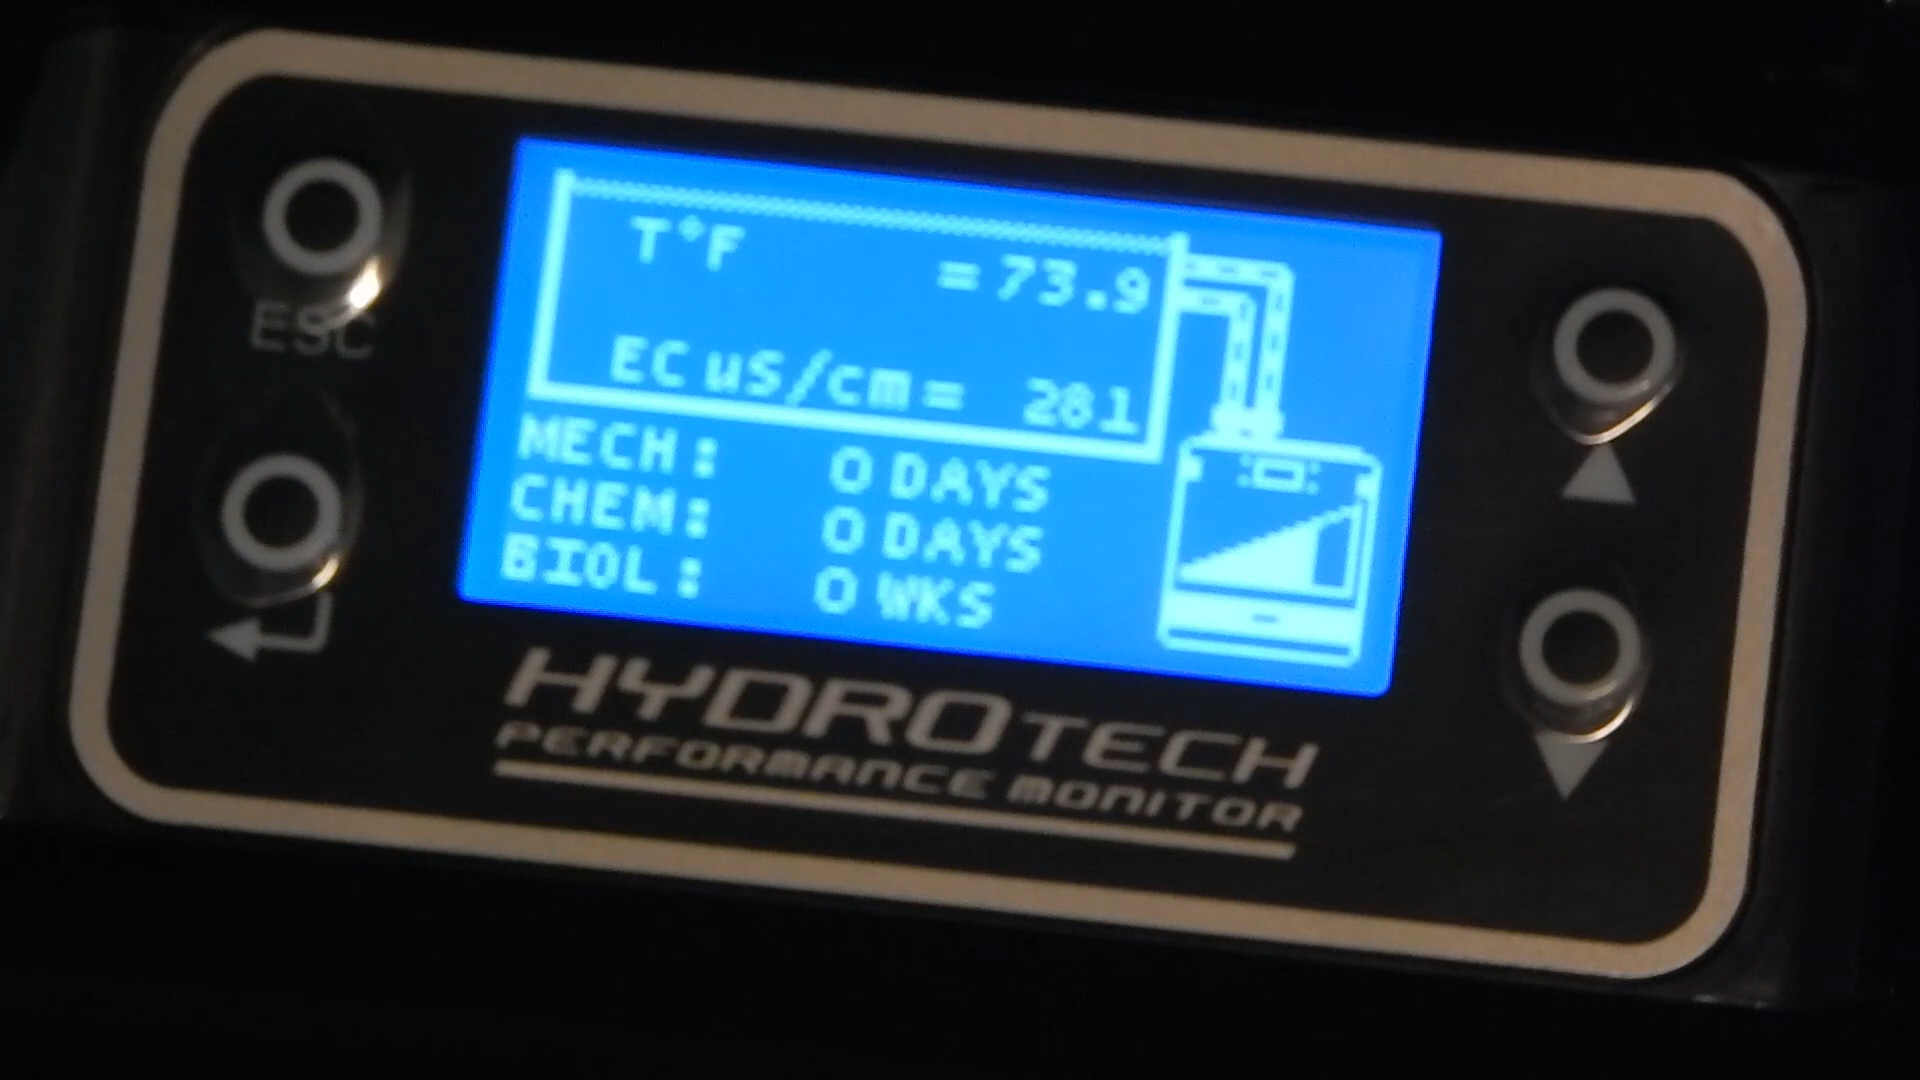 T°F = 73.9
EC uS/cm = 281
MECH: 0 DAYS
CHEM: 0 DAYS
BIOL: 0 WKS
ESC
HYDROTECH
PERFORMANCE MONITOR